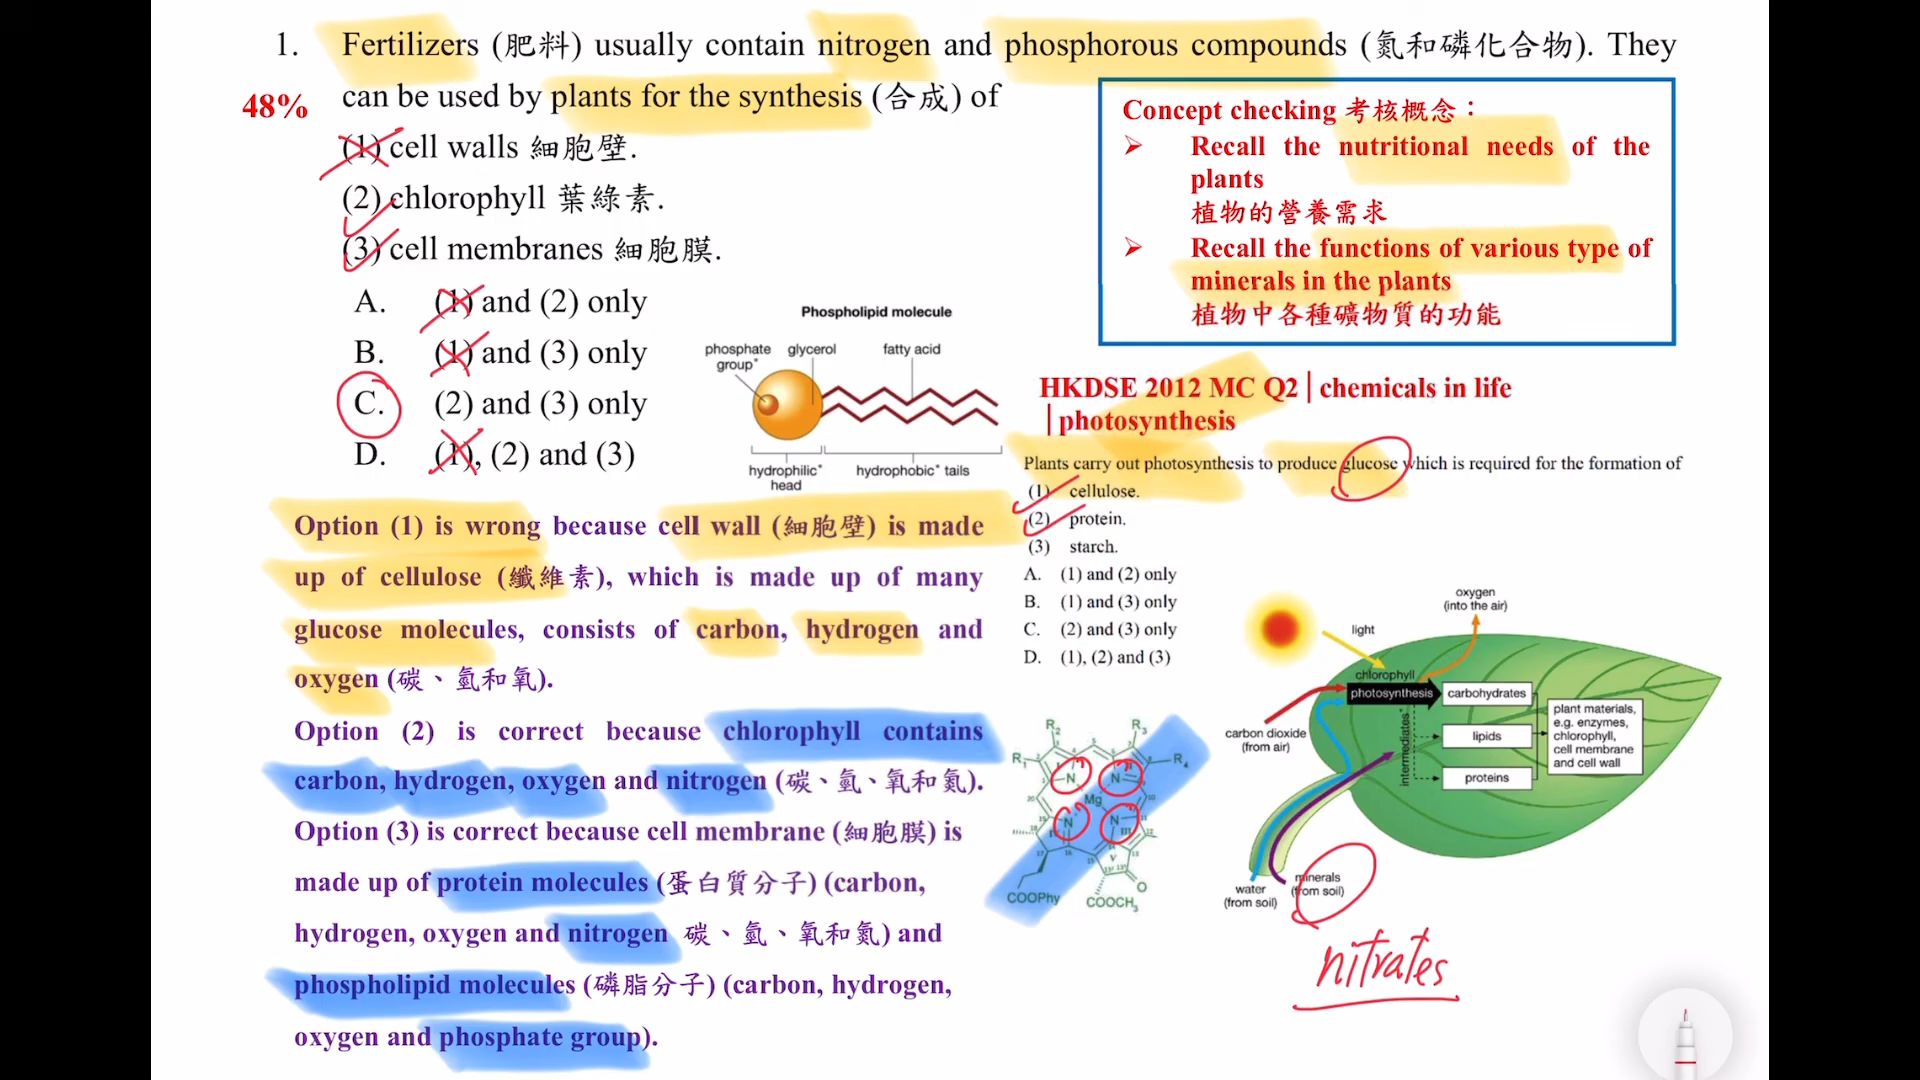 1. Fertilizers (肥料) usually contain nitrogen and phosphorous compounds (氮和磷化合物). They
48% can be used by plants for the synthesis (合成) of
(1) cell walls 細胞壁.
(2) chlorophyll 葉綠素.
(3) cell membranes 細胞膜.
A. (1) and (2) only
B. (1) and (3) only
C. (2) and (3) only
D. (1), (2) and (3)
Concept checking 考核概念：
➢ Recall the nutritional needs of the
plants
植物的營養需求
➢ Recall the functions of various type of
minerals in the plants
植物中各種礦物質的功能
Phospholipid molecule
phosphate
group*
glycerol
fatty acid
hydrophilic*
head
hydrophobic* tails
HKDSE 2012 MC Q2│chemicals in life
│photosynthesis
Plants carry out photosynthesis to produce glucose which is required for the formation of
(1) cellulose.
(2) protein.
(3) starch.
A. (1) and (2) only
B. (1) and (3) only
C. (2) and (3) only
D. (1), (2) and (3)
Option (1) is wrong because cell wall (細胞壁) is made
up of cellulose (纖維素), which is made up of many
glucose molecules, consists of carbon, hydrogen and
oxygen (碳、氫和氧).
Option (2) is correct because chlorophyll contains
carbon, hydrogen, oxygen and nitrogen (碳、氫、氧和氮).
Option (3) is correct because cell membrane (細胞膜) is
made up of protein molecules (蛋白質分子) (carbon,
hydrogen, oxygen and nitrogen 碳、氫、氧和氮) and
phospholipid molecules (磷脂分子) (carbon, hydrogen,
oxygen and phosphate group).
R2
R3
R4
N
N
Mg
N
N
III
V
COOPhy
COOCH3
O
oxygen
(into the air)
light
chlorophyll
photosynthesis
carbohydrates
lipids
proteins
intermediates*
plant materials,
e.g. enzymes,
chlorophyll,
cell membrane
and cell wall
carbon dioxide
(from air)
water
(from soil)
minerals
(from soil)
nitrates